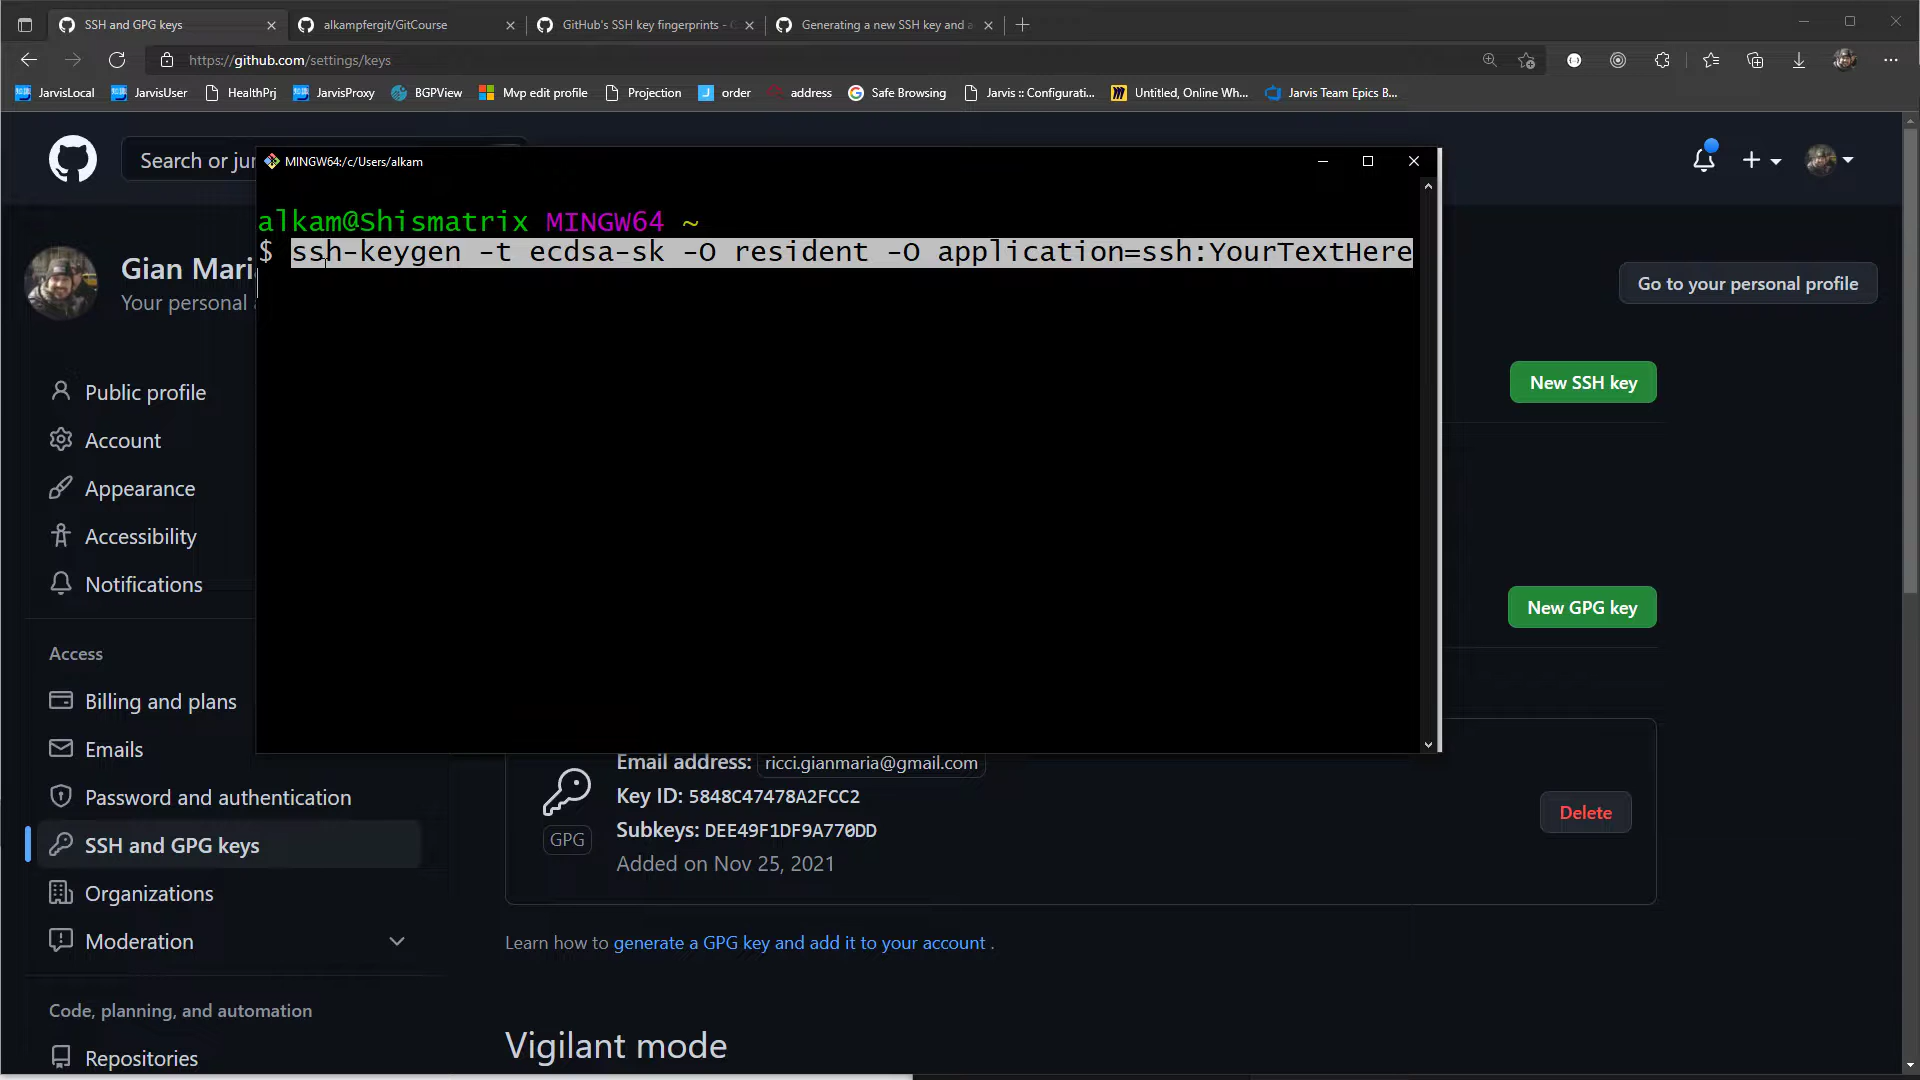 SSH and GPG keys
alkampfergit/GitCourse
GitHub's SSH key fingerprints -
Generating a new SSH key and a
https://github.com/settings/keys
JarvisLocal
JarvisUser
HealthPrj
JarvisProxy
BGPView
Mvp edit profile
Projection
order
address
Safe Browsing
Jarvis :: Configurati...
Untitled, Online Wh...
Jarvis Team Epics B...
Search or jur
MINGW64:/c/Users/alkam
alkam@Shismatrix MINGW64 ~
$ ssh-keygen -t ecdsa-sk -O resident -O application=ssh:YourTextHere
Gian Mari
Your personal a
Go to your personal profile
Public profile
Account
Appearance
Accessibility
Notifications
New SSH key
New GPG key
Access
Billing and plans
Emails
Password and authentication
SSH and GPG keys
Organizations
Moderation
Email address: ricci.gianmaria@gmail.com
Key ID: 5848C47478A2FCC2
Subkeys: DEE49F1DF9A770DD
Added on Nov 25, 2021
GPG
Delete
Learn how to generate a GPG key and add it to your account .
Code, planning, and automation
Repositories
Vigilant mode